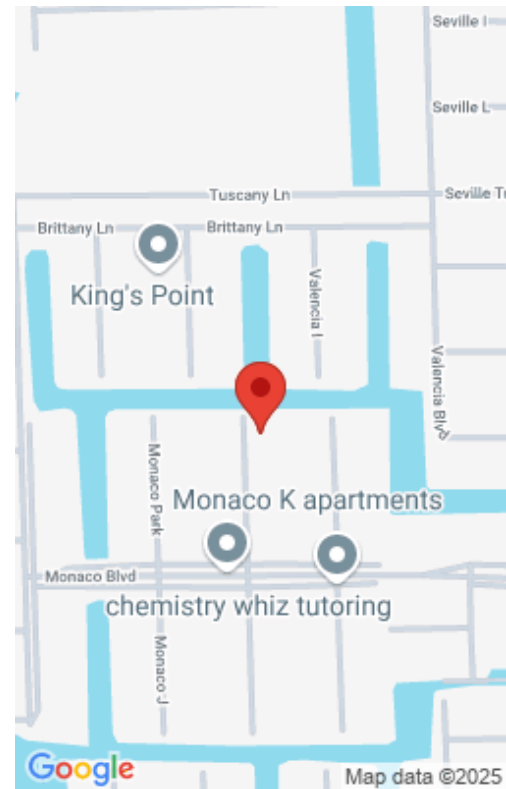 Seville I
Seville L
Tuscany Ln
Seville Tr
Brittany Ln
Brittany Ln
King's Point
Valencia I
Valencia Blvd
Monaco Park
Monaco K apartments
Monaco Blvd
chemistry whiz tutoring
Monaco J
Google
Map data ©2025